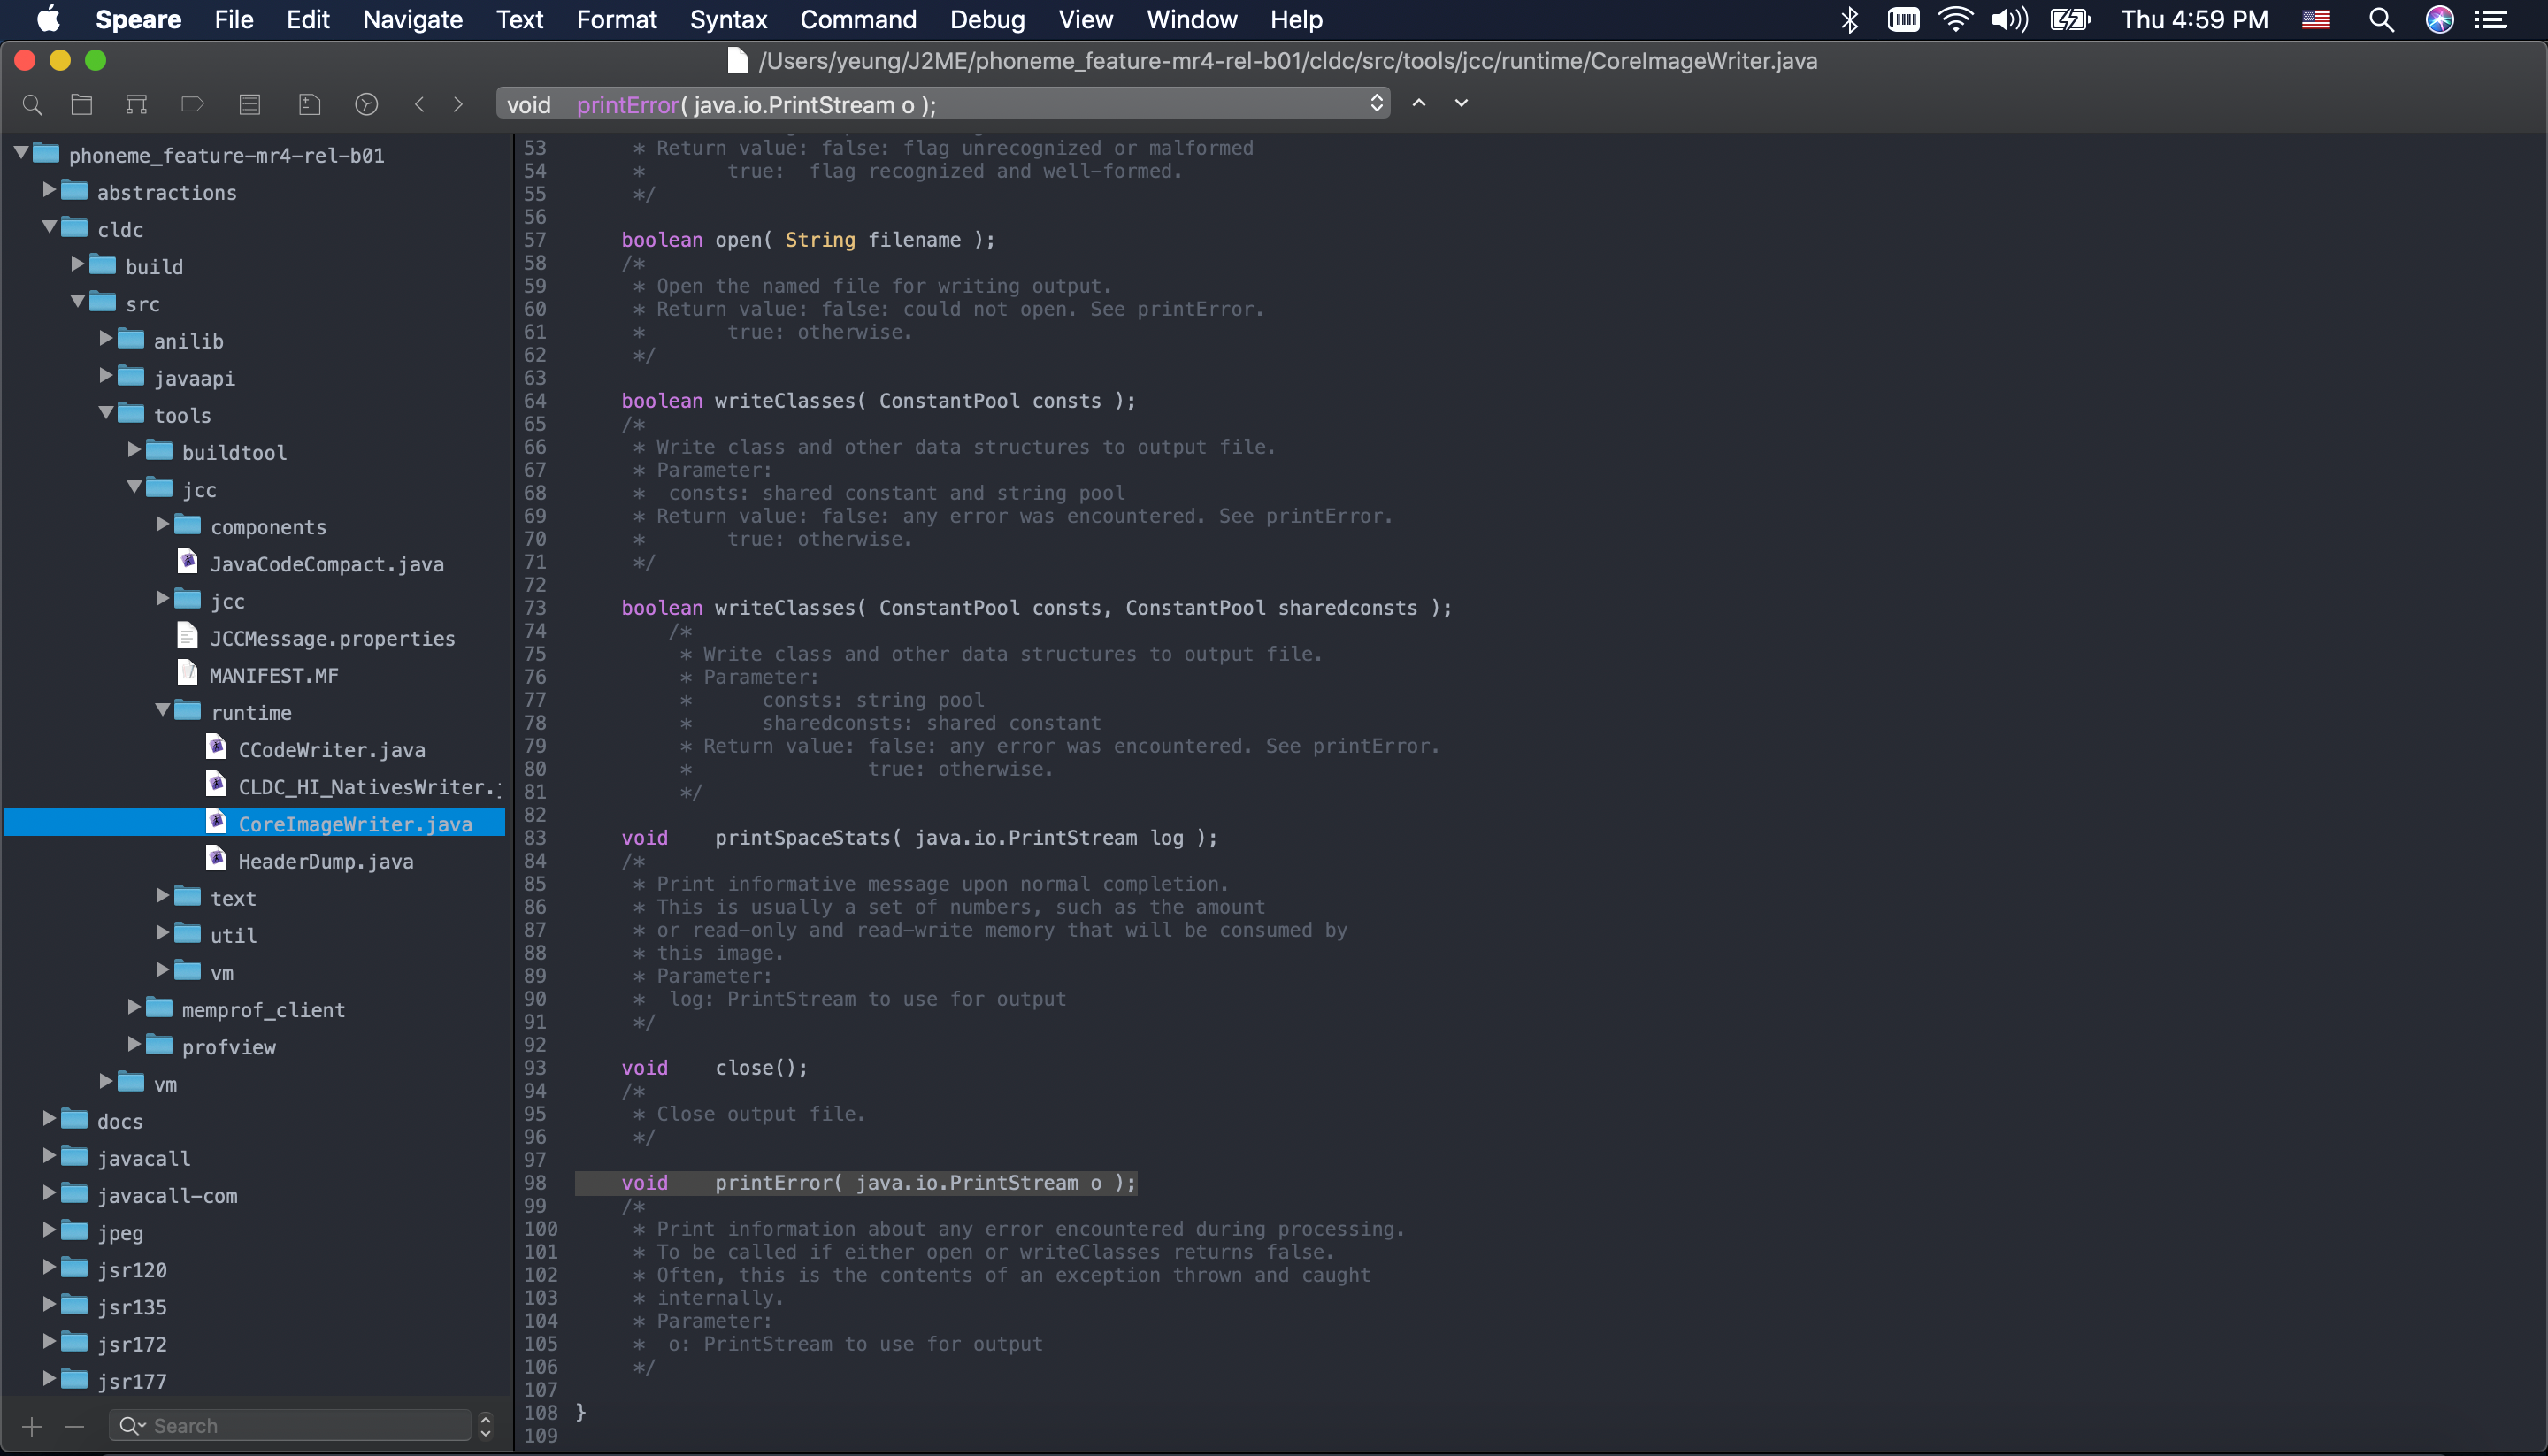 Speare File Edit Navigate Text Format Syntax Command Debug View Window Help Thu 4:59 PM
/Users/yeung/J2ME/phoneme_feature-mr4-rel-b01/cldc/src/tools/jcc/runtime/CoreImageWriter.java
void printError( java.io.PrintStream o );
phoneme_feature-mr4-rel-b01
abstractions
cldc
build
src
anilib
javaapi
tools
buildtool
jcc
components
JavaCodeCompact.java
jcc
JCCMessage.properties
MANIFEST.MF
runtime
CCodeWriter.java
CLDC_HI_NativesWriter.j
CoreImageWriter.java
HeaderDump.java
text
util
vm
memprof_client
profview
vm
docs
javacall
javacall-com
jpeg
jsr120
jsr135
jsr172
jsr177
Search
53 * Return value: false: flag unrecognized or malformed
54 * true: flag recognized and well-formed.
55 */
56
57 boolean open( String filename );
58 /*
59 * Open the named file for writing output.
60 * Return value: false: could not open. See printError.
61 * true: otherwise.
62 */
63
64 boolean writeClasses( ConstantPool consts );
65 /*
66 * Write class and other data structures to output file.
67 * Parameter:
68 * consts: shared constant and string pool
69 * Return value: false: any error was encountered. See printError.
70 * true: otherwise.
71 */
72
73 boolean writeClasses( ConstantPool consts, ConstantPool sharedconsts );
74 /*
75 * Write class and other data structures to output file.
76 * Parameter:
77 * consts: string pool
78 * sharedconsts: shared constant
79 * Return value: false: any error was encountered. See printError.
80 * true: otherwise.
81 */
82
83 void printSpaceStats( java.io.PrintStream log );
84 /*
85 * Print informative message upon normal completion.
86 * This is usually a set of numbers, such as the amount
87 * or read-only and read-write memory that will be consumed by
88 * this image.
89 * Parameter:
90 * log: PrintStream to use for output
91 */
92
93 void close();
94 /*
95 * Close output file.
96 */
97
98 void printError( java.io.PrintStream o );
99 /*
100 * Print information about any error encountered during processing.
101 * To be called if either open or writeClasses returns false.
102 * Often, this is the contents of an exception thrown and caught
103 * internally.
104 * Parameter:
105 * o: PrintStream to use for output
106 */
107
108 }
109